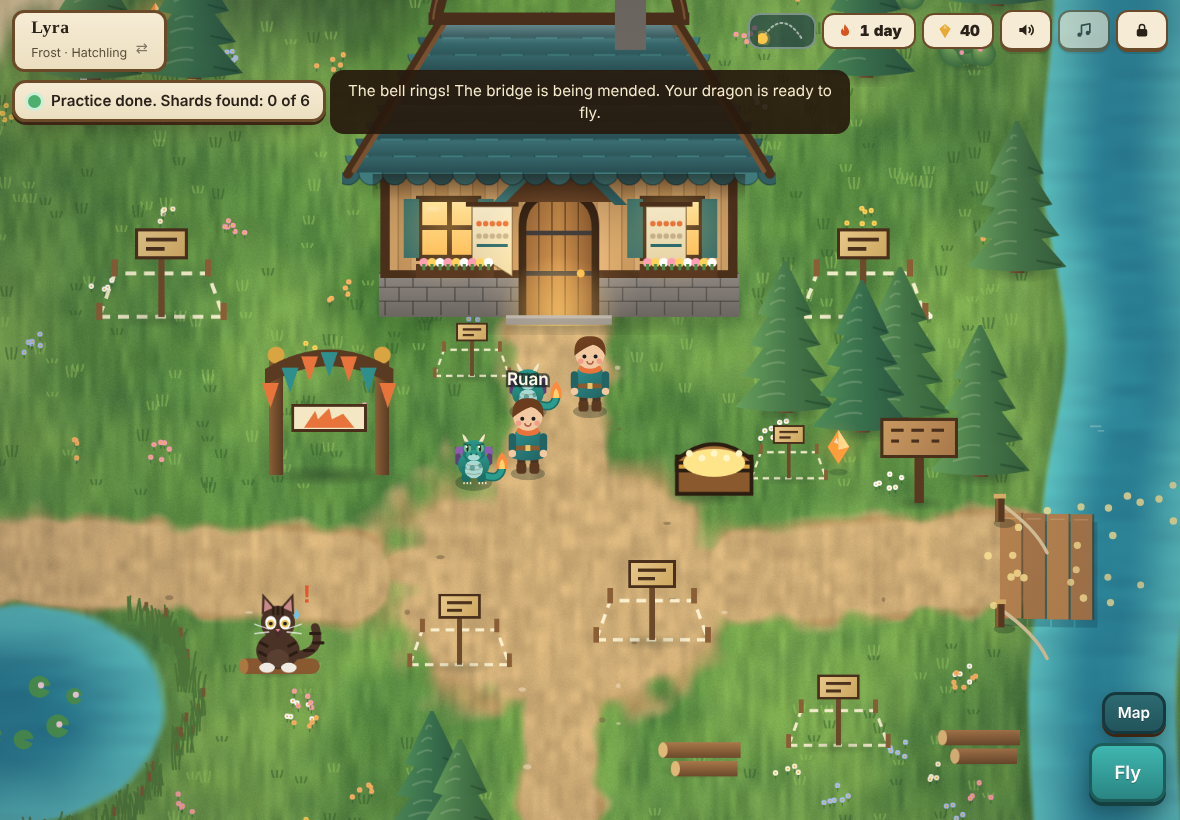 Lyra
Frost · Hatchling
1 day
40
Practice done. Shards found: 0 of 6
The bell rings! The bridge is being mended. Your dragon is ready to
fly.
Ruan
!
Map
Fly